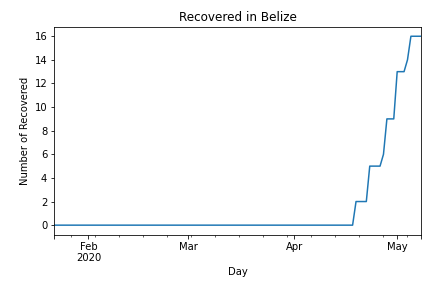 Recovered in Belize
Number of Recovered
16
14
12
10
8
6
4
2
0
Feb
2020
Mar
Apr
May
Day